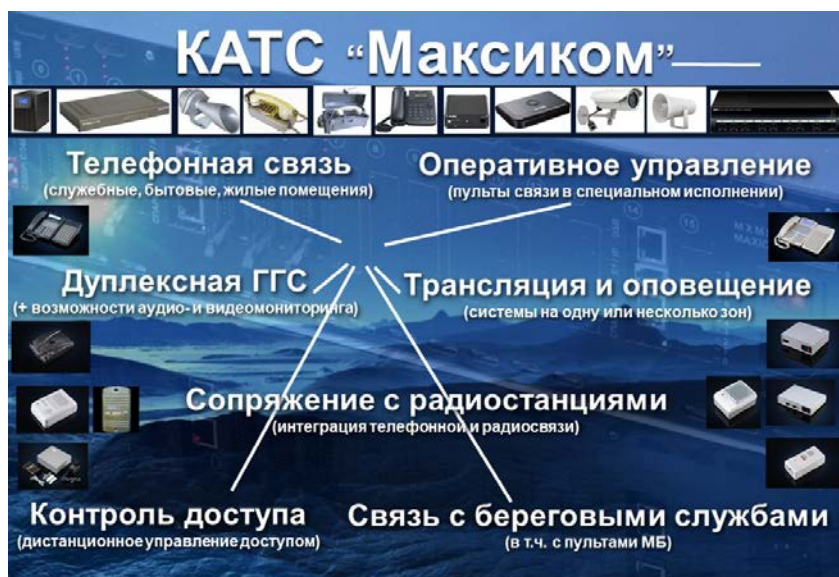 КАТС “Максиком”
Телефонная связь
(служебные, бытовые, жилые помещения)
Оперативное управление
(пульты связи в специальном исполнении)
Дуплексная ГГС
(+ возможности аудио- и видеомониторинга)
Трансляция и оповещение
(системы на одну или несколько зон)
Сопряжение с радиостанциями
(интеграция телефонной и радиосвязи)
Контроль доступа
(дистанционное управление доступом)
Связь с береговыми службами
(в т.ч. с пультами МБ)